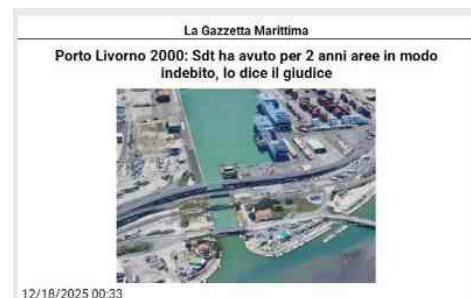 La Gazzetta Marittima
Porto Livorno 2000: Sdt ha avuto per 2 anni aree in modo
indebito, lo dice il giudice
12/18/2025 00:33